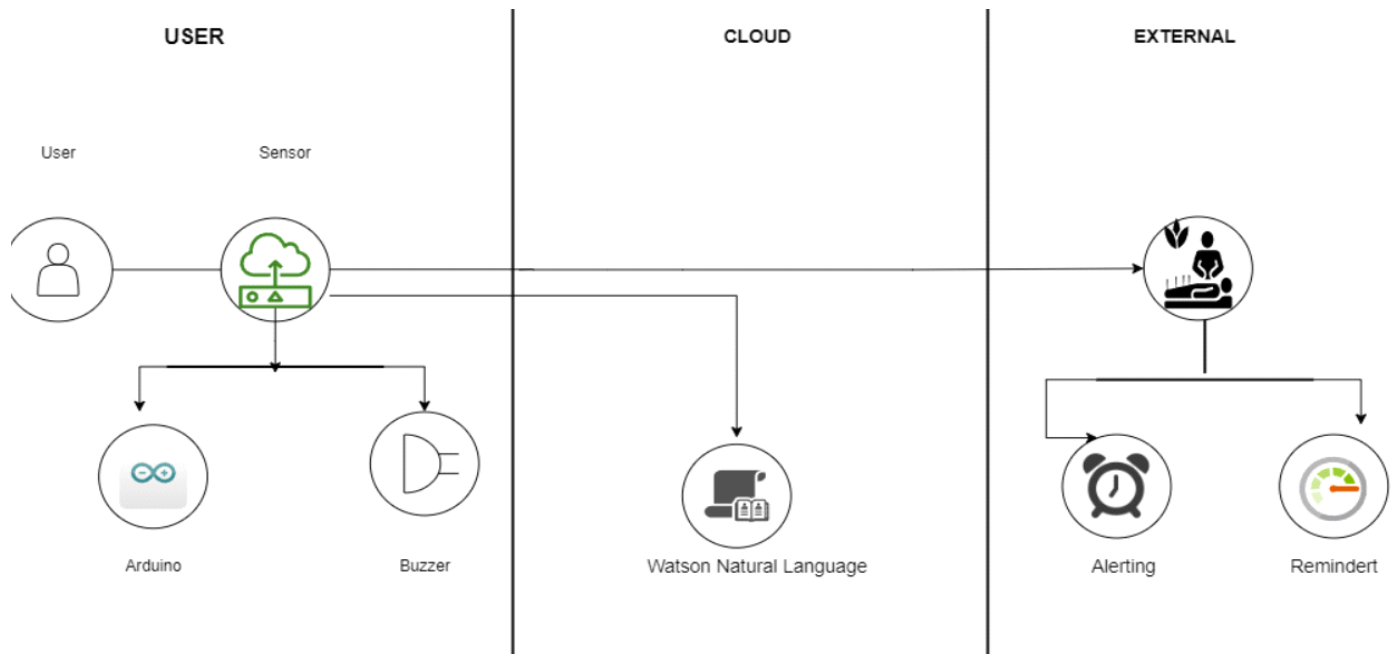 USER
CLOUD
EXTERNAL
User
Sensor
Arduino
Buzzer
Watson Natural Language
Alerting
Remindert